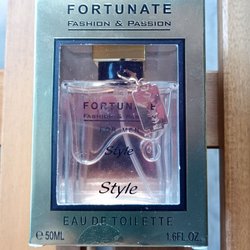 FORTUNATE
FASHION & PASSION
FORTUNATE
FASHION & PASSION
FOR MEN
Style
Style
EAU DE TOILETTE
℮ 50ML 1.6FL.OZ